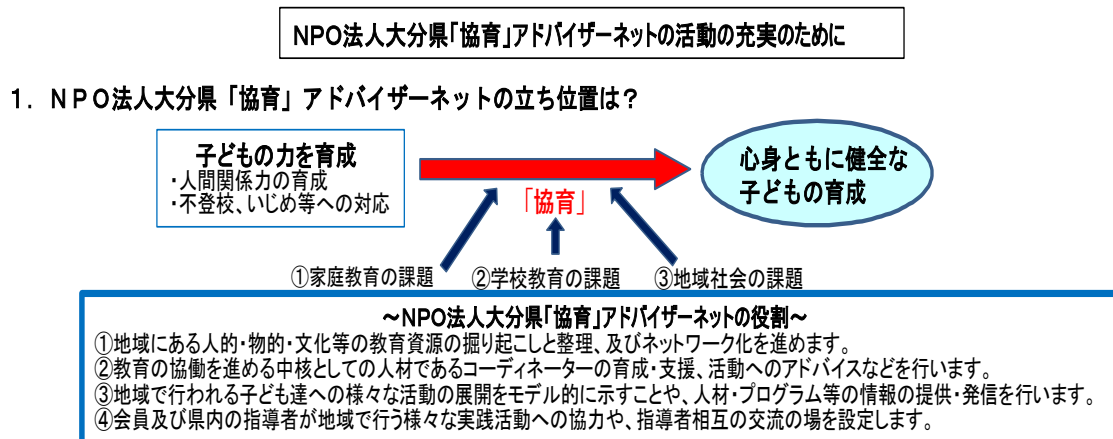 NPO法人大分県「協育」アドバイザーネットの活動の充実のために
1．ＮＰＯ法人大分県「協育」アドバイザーネットの立ち位置は？
子どもの力を育成
・人間関係力の育成
・不登校、いじめ等への対応
「協育」
心身ともに健全な
子どもの育成
①家庭教育の課題
②学校教育の課題
③地域社会の課題
～NPO法人大分県「協育」アドバイザーネットの役割～
①地域にある人的・物的・文化等の教育資源の掘り起こしと整理、及びネットワーク化を進めます。
②教育の協働を進める中核としての人材であるコーディネーターの育成・支援、活動へのアドバイスなどを行います。
③地域で行われる子ども達への様々な活動の展開をモデル的に示すことや、人材・プログラム等の情報の提供・発信を行います。
④会員及び県内の指導者が地域で行う様々な実践活動への協力や、指導者相互の交流の場を設定します。